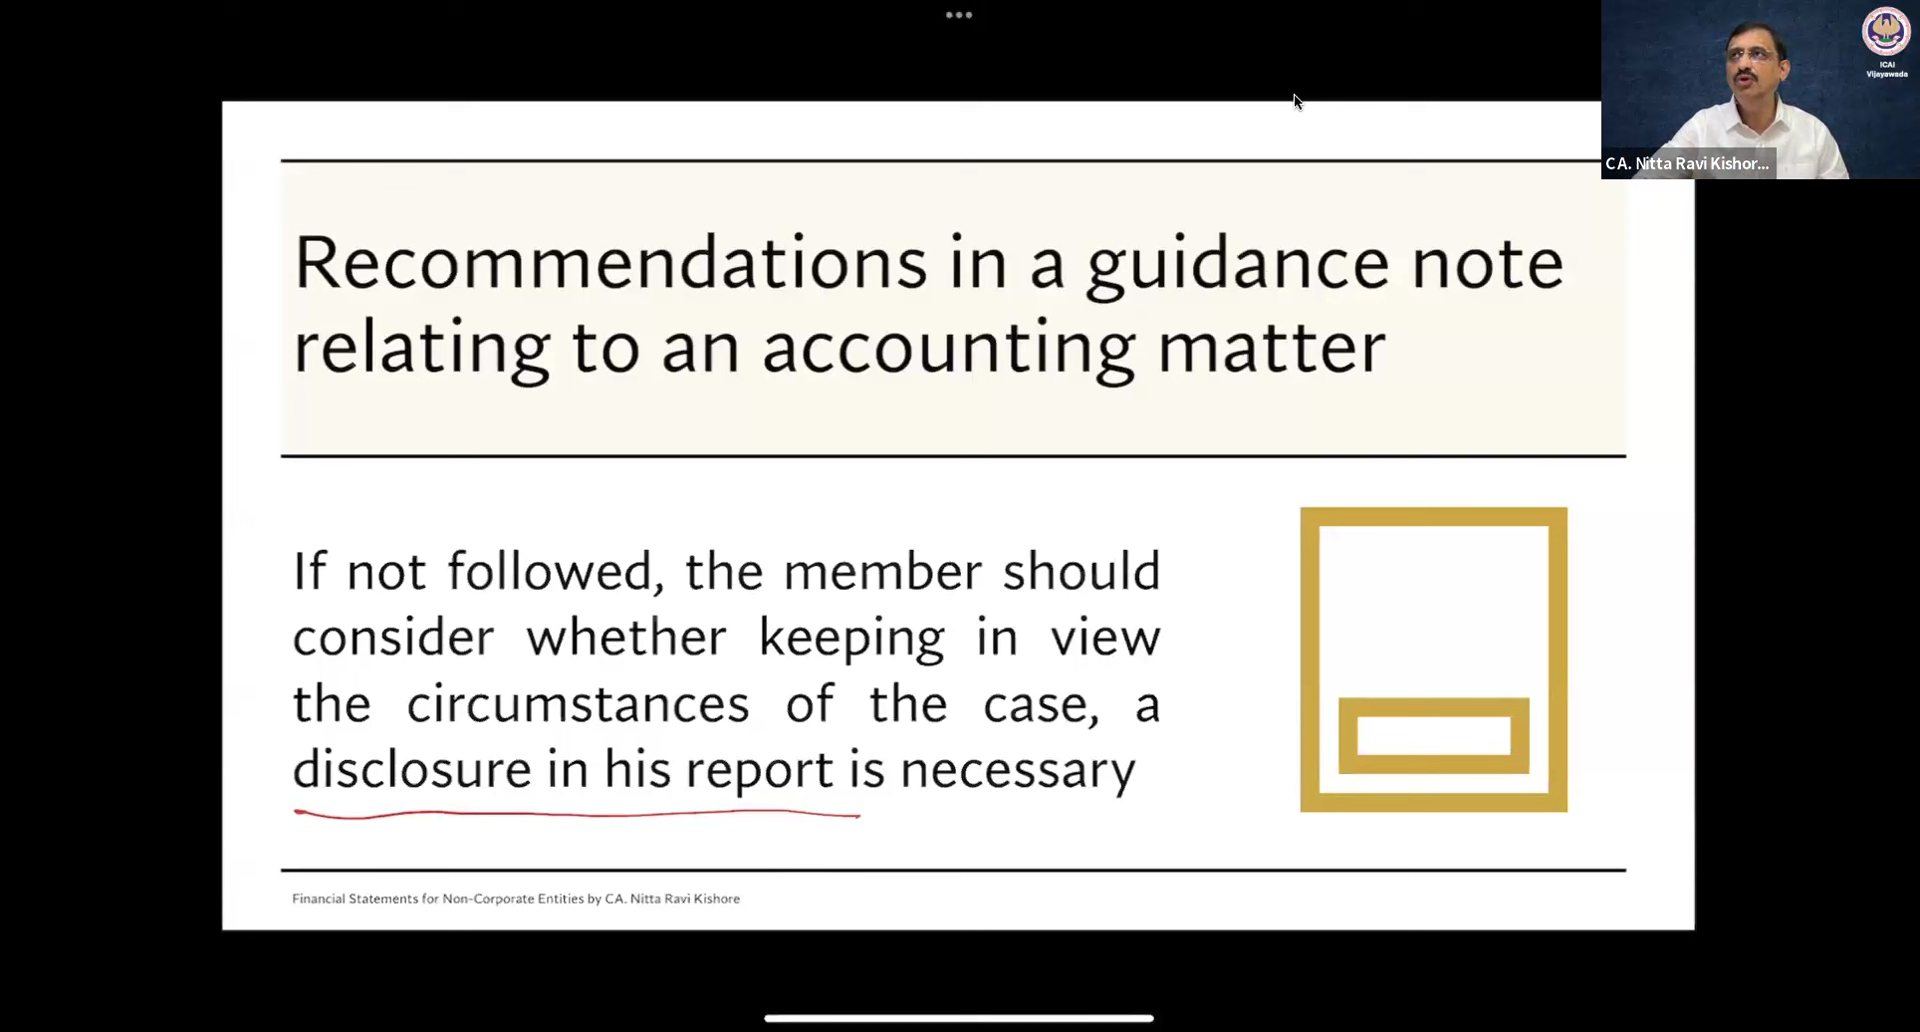 ICAI
Vijayawada
CA. Nitta Ravi Kishor...
Recommendations in a guidance note
relating to an accounting matter
If not followed, the member should
consider whether keeping in view
the circumstances of the case, a
disclosure in his report is necessary
Financial Statements for Non-Corporate Entities by CA. Nitta Ravi Kishore